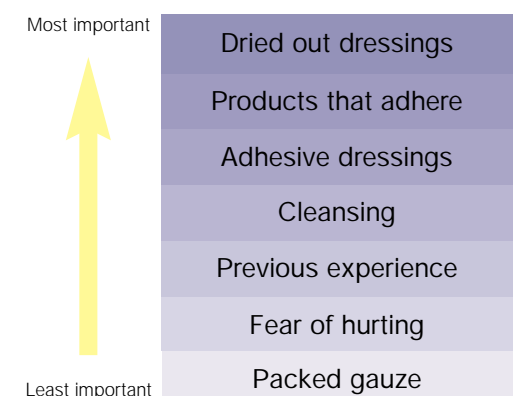 Most important
Dried out dressings
Products that adhere
Adhesive dressings
Cleansing
Previous experience
Fear of hurting
Packed gauze
Least important